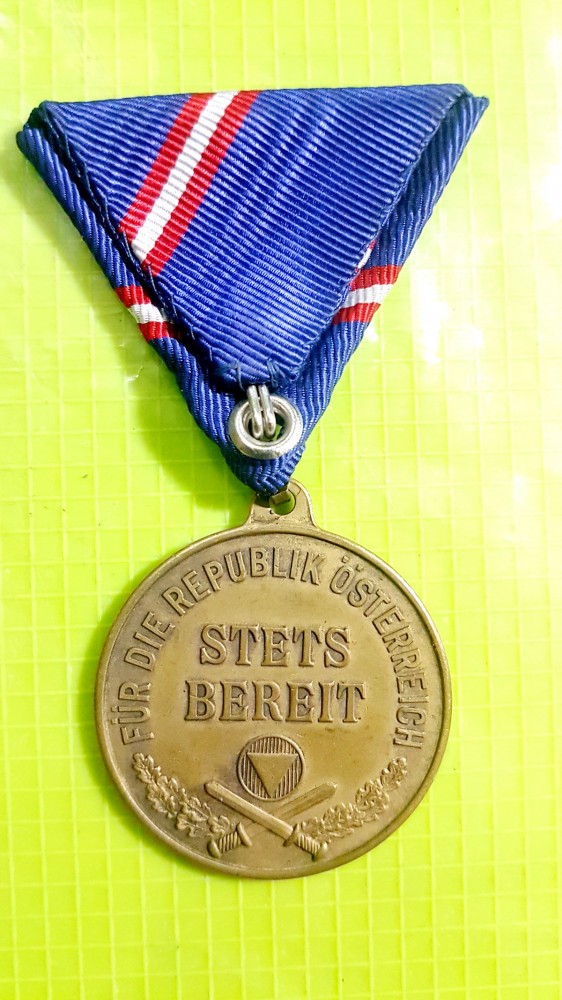 FÜR DIE REPUBLIK ÖSTERREICH
STETS
BEREIT